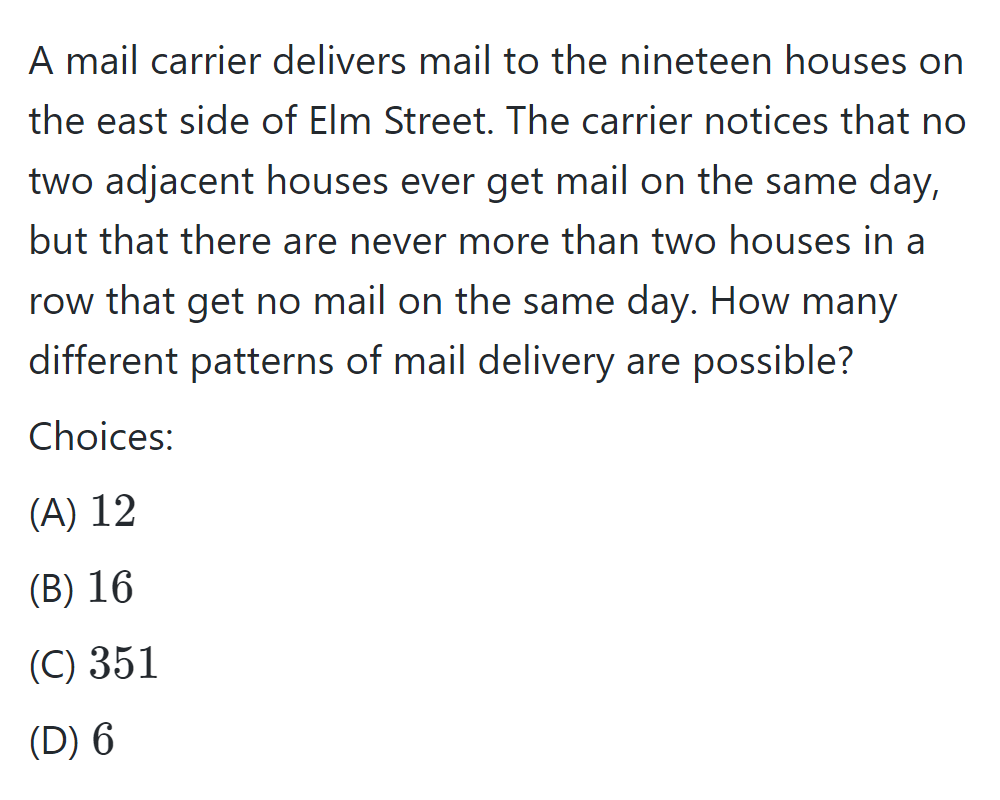 A mail carrier delivers mail to the nineteen houses on
the east side of Elm Street. The carrier notices that no
two adjacent houses ever get mail on the same day,
but that there are never more than two houses in a
row that get no mail on the same day. How many
different patterns of mail delivery are possible?
Choices:
(A) 12
(B) 16
(C) 351
(D) 6